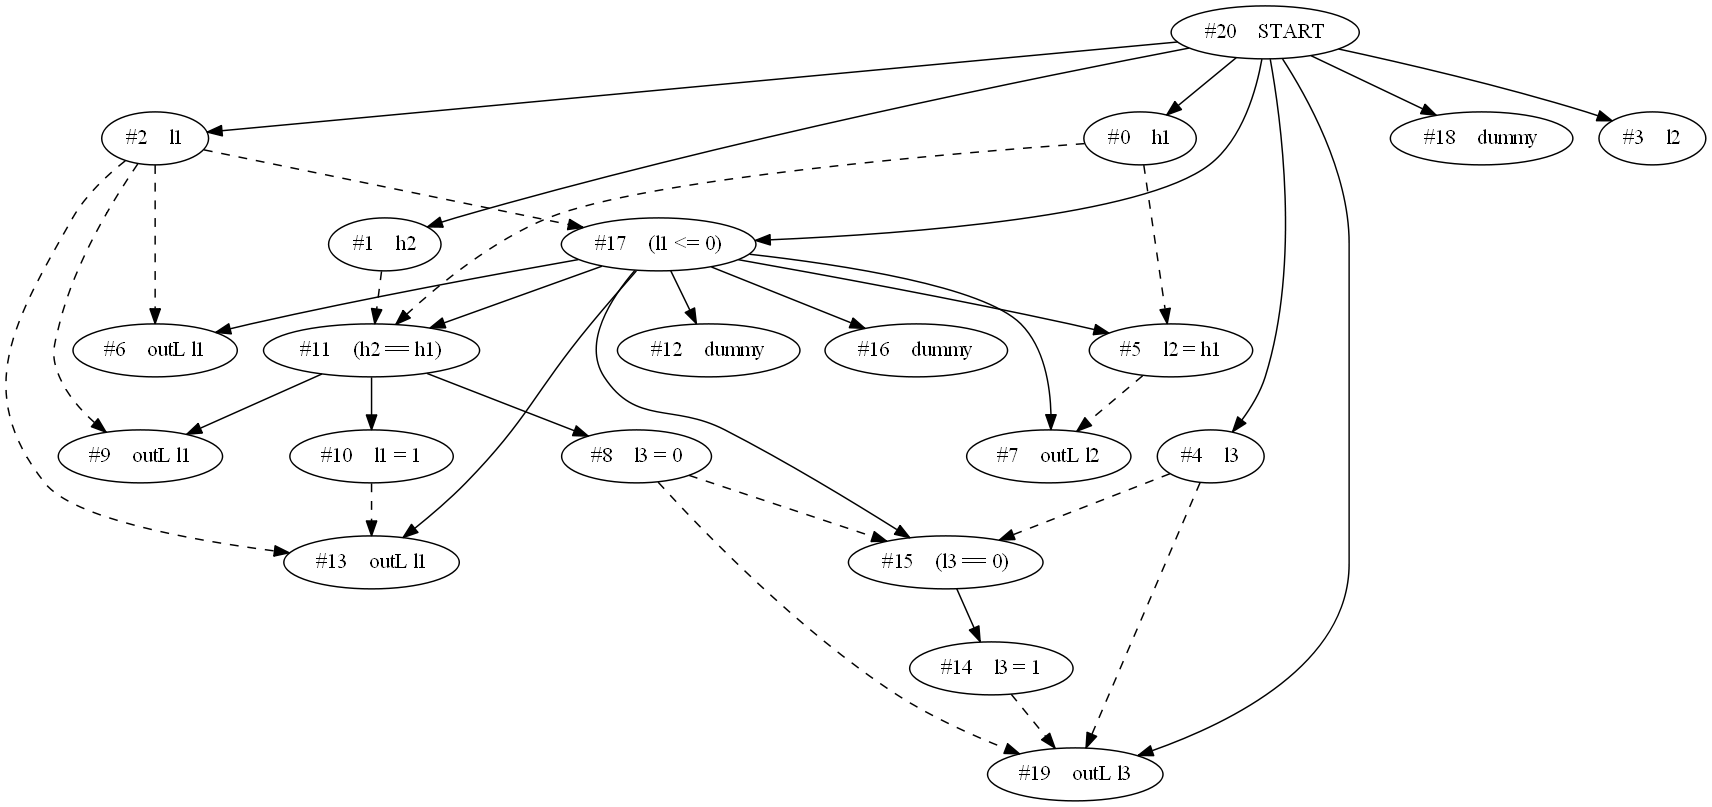 #20 START
#2 l1
#0 h1
#18 dummy
#3 l2
#1 h2
#17 (l1 <= 0)
#6 outL l1
#11 (h2 == h1)
#12 dummy
#16 dummy
#5 l2 = h1
#9 outL l1
#10 l1 = 1
#8 l3 = 0
#7 outL l2
#4 l3
#13 outL l1
#15 (l3 == 0)
#14 l3 = 1
#19 outL l3